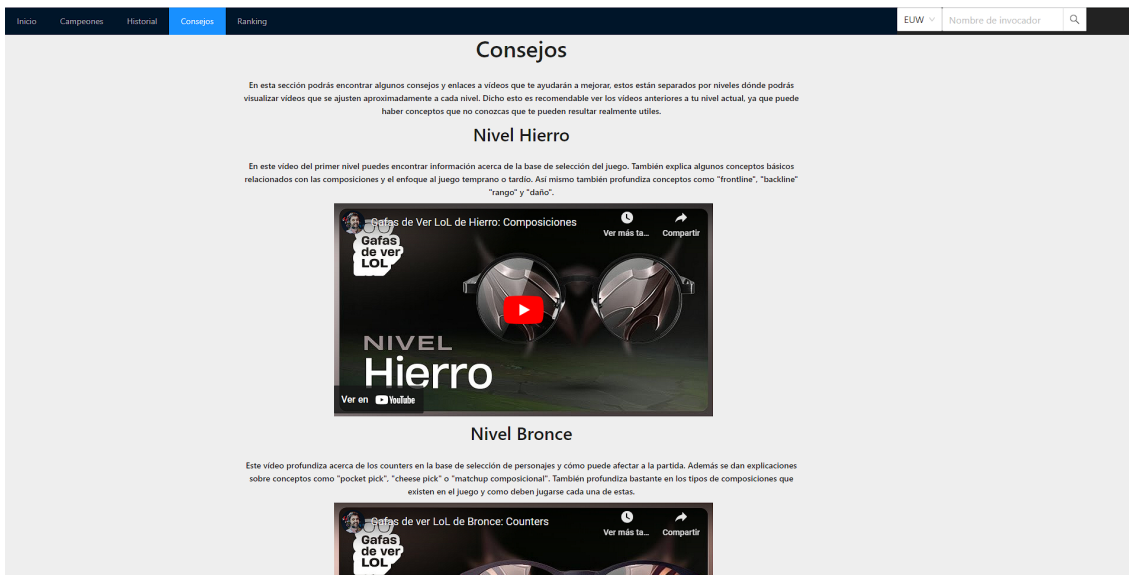 Inicio Campeones Historial Consejos Ranking EUW Nombre de invocador
Consejos
En esta sección podrás encontrar algunos consejos y enlaces a vídeos que te ayudarán a mejorar, estos están separados por niveles dónde podrás
visualizar vídeos que se ajusten aproximadamente a cada nivel. Dicho esto es recomendable ver los vídeos anteriores a tu nivel actual, ya que puede
haber conceptos que no conozcas que te pueden resultar realmente utiles.
Nivel Hierro
En este vídeo del primer nivel puedes encontrar información acerca de la base de selección del juego. También explica algunos conceptos básicos
relacionados con las composiciones y el enfoque al juego temprano o tardío. Así mismo también profundiza conceptos como "frontline", "backline"
"rango" y "daño".
Gafas de Ver LoL de Hierro: Composiciones
Ver más ta... Compartir
Gafas
de ver
LOL
NIVEL
Hierro
Ver en YouTube
Nivel Bronce
Este vídeo profundiza acerca de los counters en la base de selección de personajes y cómo puede afectar a la partida. Además se dan explicaciones
sobre conceptos como "pocket pick", "cheese pick" o "matchup composicional". También profundiza bastante en los tipos de composiciones que
existen en el juego y como deben jugarse cada una de estas.
Gafas de ver LoL de Bronce: Counters
Ver más ta... Compartir
Gafas
de ver
LOL